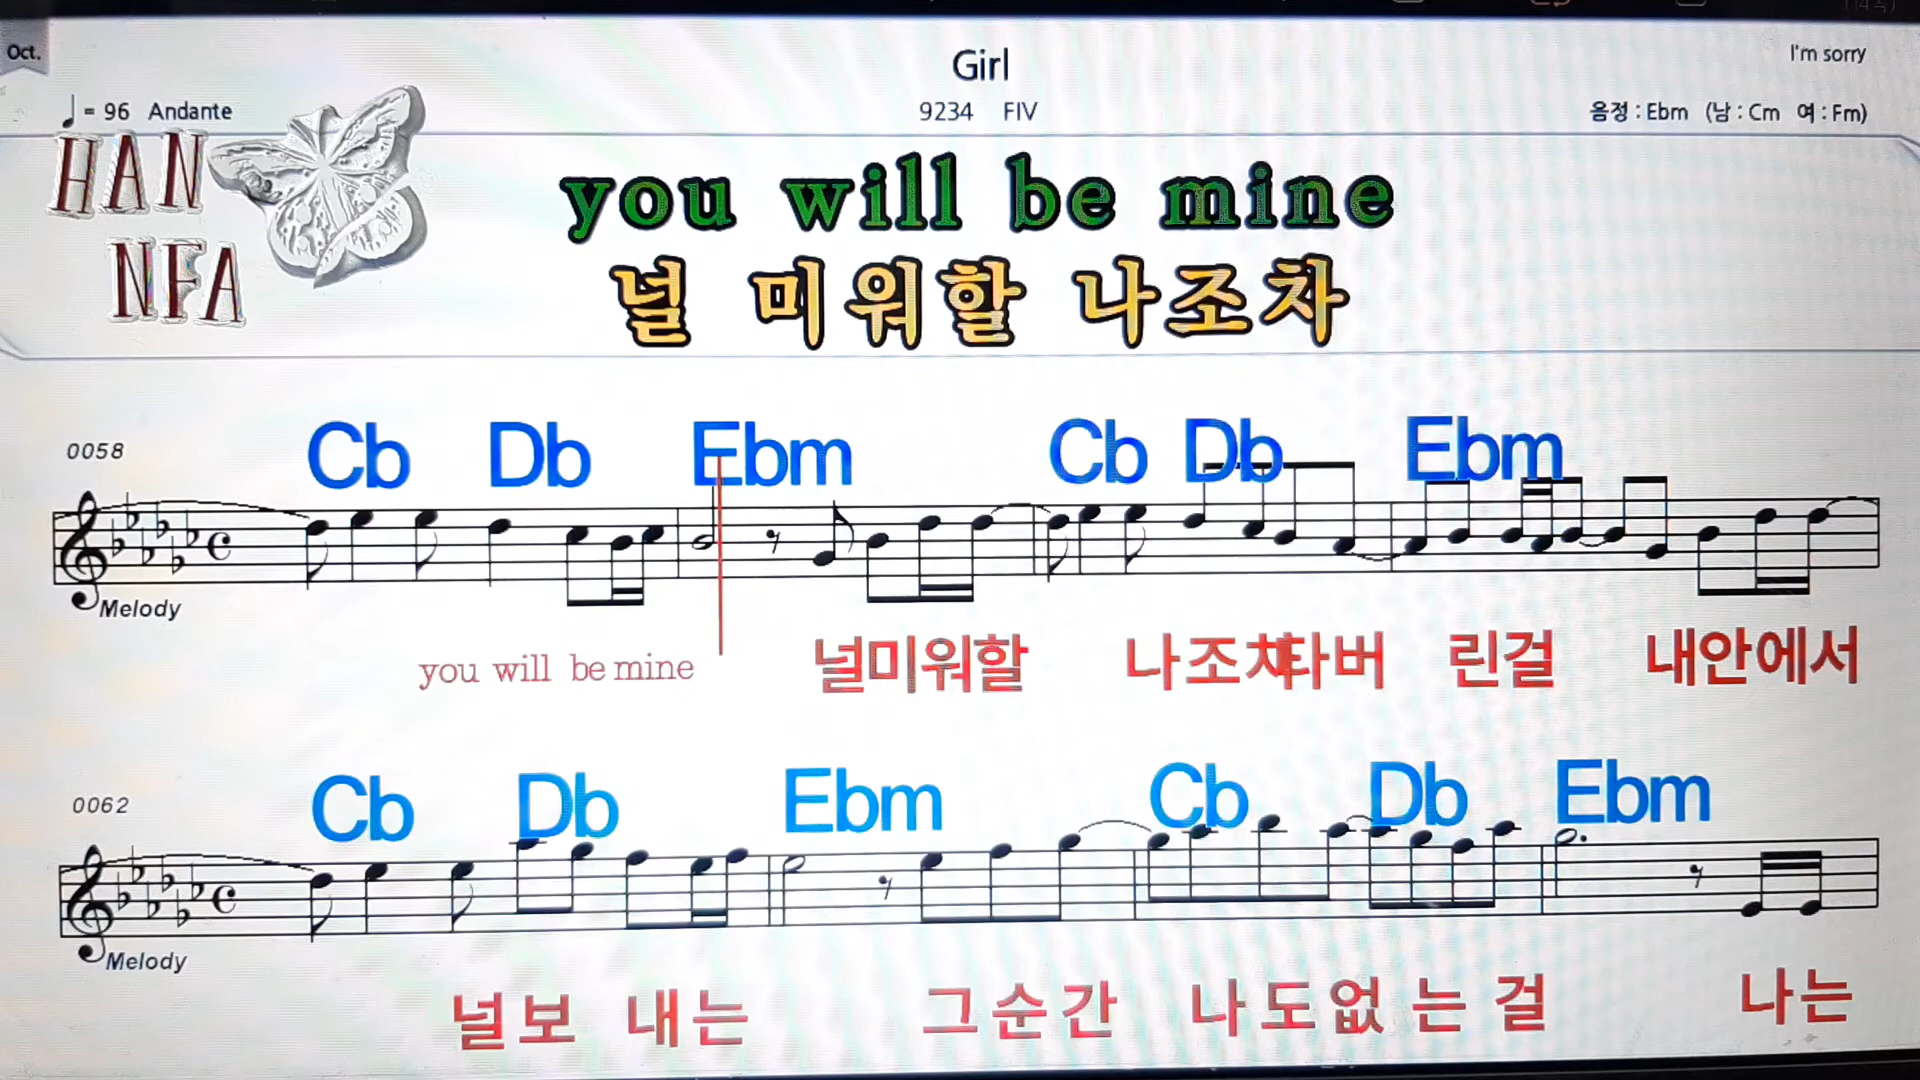 Oct.
Girl
I'm sorry
♩ = 96 Andante
9234 FIV
음정 : Ebm (남 : Cm 여 : Fm)
HAN
NFA
you will be mine
널 미워할 나조차
0058
Cb Db Ebm Cb Db Ebm
Melody
you will be mine 널미워할 나조차타버 린걸 내안에서
0062
Cb Db Ebm Cb Db Ebm
Melody
널보 내는 그순간 나도없 는 걸 나는